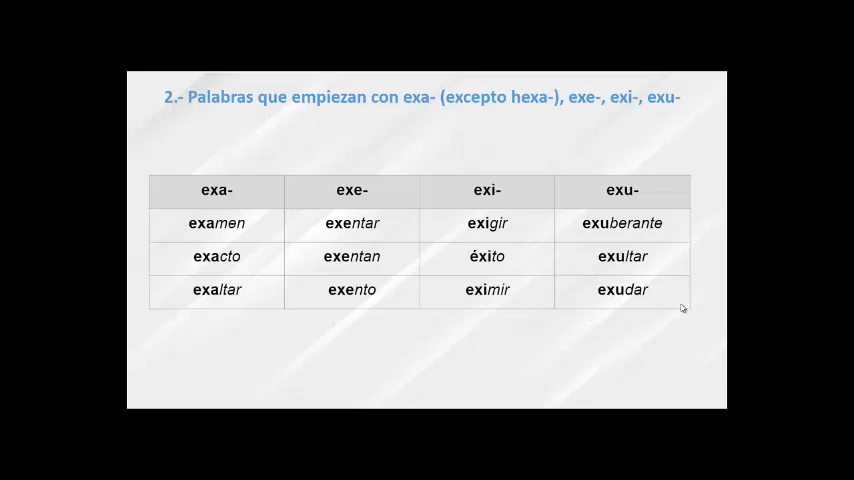 2.- Palabras que empiezan con exa- (excepto hexa-), exe-, exi-, exu-
exa- exe- exi- exu-
examen exentar exigir exuberante
exacto exentan éxito exultar
exaltar exento eximir exudar